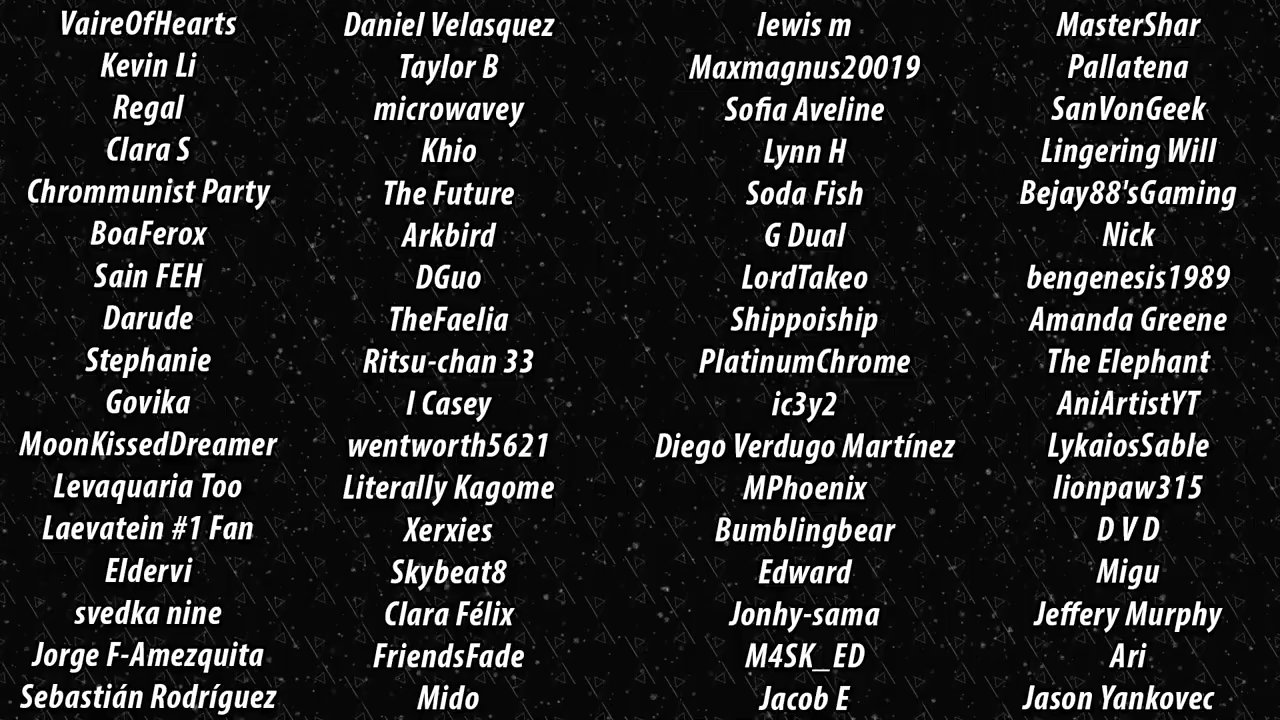 VaireOfHearts
Kevin Li
Regal
Clara S
Chrommunist Party
BoaFerox
Sain FEH
Darude
Stephanie
Govika
MoonKissedDreamer
Levaquaria Too
Laevatein #1 Fan
Eldervi
svedka nine
Jorge F-Amezquita
Sebastián Rodríguez
Daniel Velasquez
Taylor B
microwavey
Khio
The Future
Arkbird
DGuo
TheFaelia
Ritsu-chan 33
I Casey
wentworth5621
Literally Kagome
Xerxies
Skybeat8
Clara Félix
FriendsFade
Mido
lewis m
Maxmagnus20019
Sofia Aveline
Lynn H
Soda Fish
G Dual
LordTakeo
Shippoiship
PlatinumChrome
ic3y2
Diego Verdugo Martínez
MPhoenix
Bumblingbear
Edward
Jonhy-sama
M4SK_ED
Jacob E
MasterShar
Pallatena
SanVonGeek
Lingering Will
Bejay88'sGaming
Nick
bengenesis1989
Amanda Greene
The Elephant
AniArtistYT
LykaiosSable
lionpaw315
D V D
Migu
Jeffery Murphy
Ari
Jason Yankovec